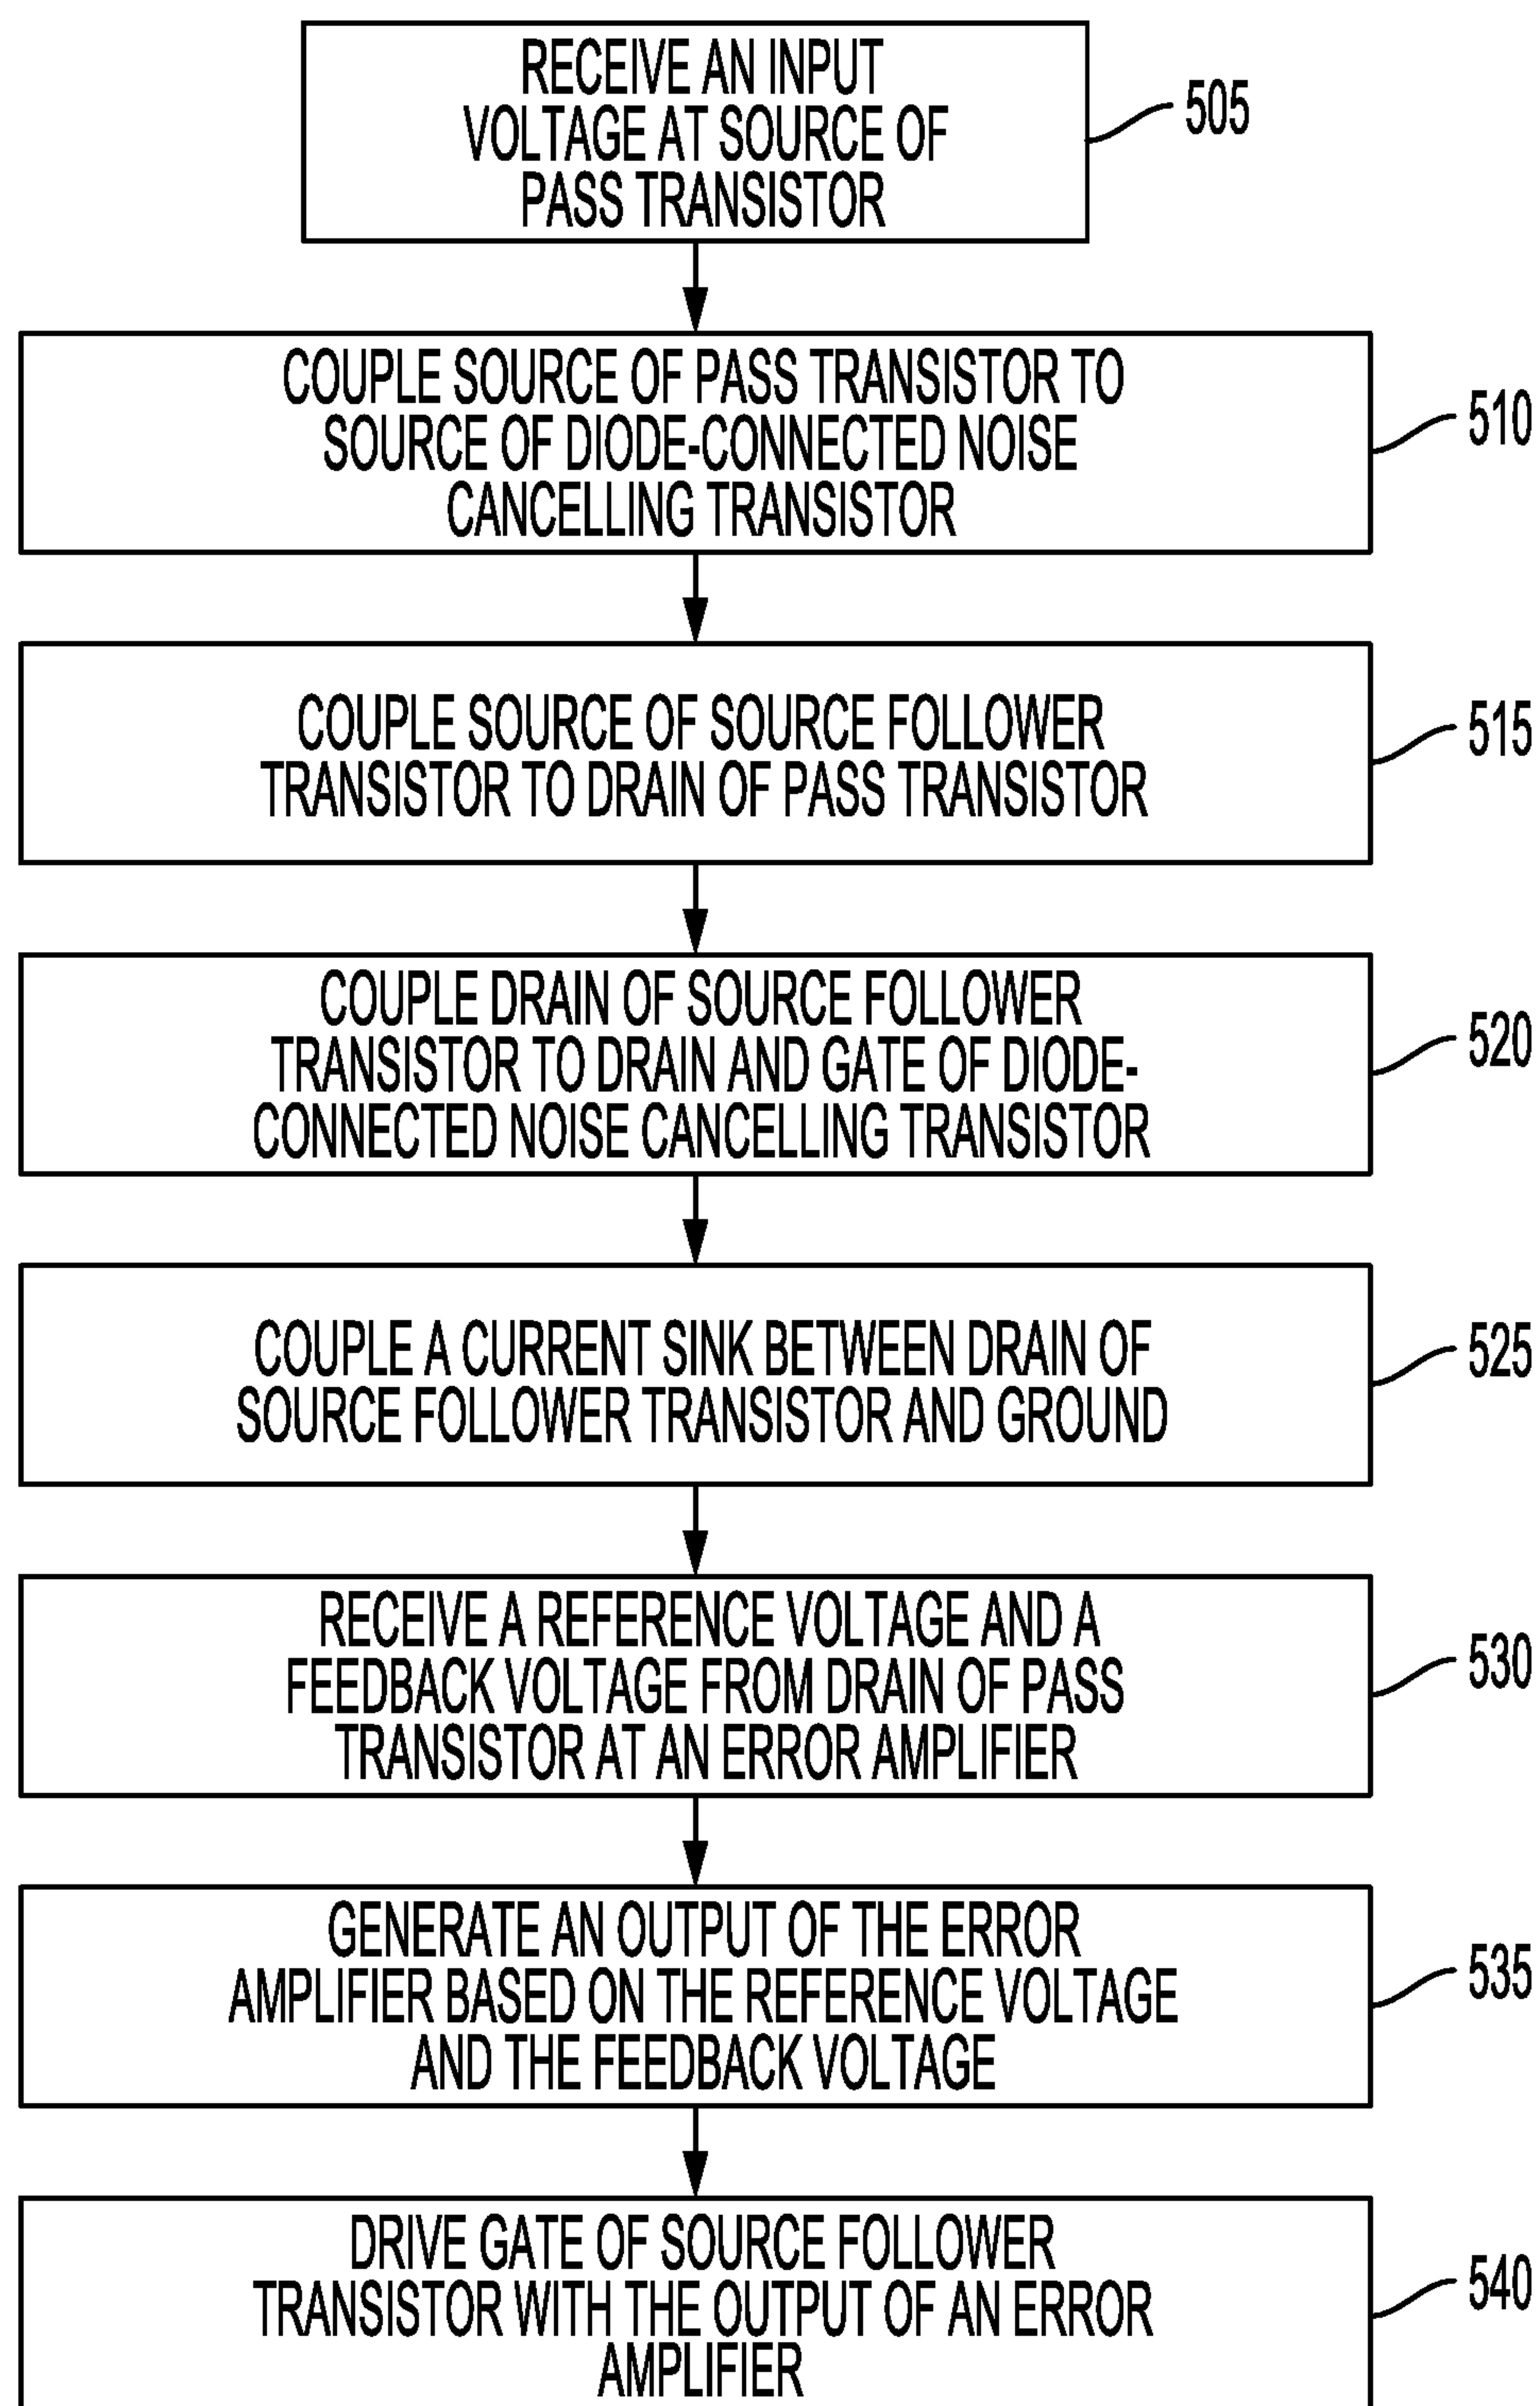 RECEIVE AN INPUT
VOLTAGE AT SOURCE OF
PASS TRANSISTOR
505
COUPLE SOURCE OF PASS TRANSISTOR TO
SOURCE OF DIODE-CONNECTED NOISE
CANCELLING TRANSISTOR
510
COUPLE SOURCE OF SOURCE FOLLOWER
TRANSISTOR TO DRAIN OF PASS TRANSISTOR
515
COUPLE DRAIN OF SOURCE FOLLOWER
TRANSISTOR TO DRAIN AND GATE OF DIODE-
CONNECTED NOISE CANCELLING TRANSISTOR
520
COUPLE A CURRENT SINK BETWEEN DRAIN OF
SOURCE FOLLOWER TRANSISTOR AND GROUND
525
RECEIVE A REFERENCE VOLTAGE AND A
FEEDBACK VOLTAGE FROM DRAIN OF PASS
TRANSISTOR AT AN ERROR AMPLIFIER
530
GENERATE AN OUTPUT OF THE ERROR
AMPLIFIER BASED ON THE REFERENCE VOLTAGE
AND THE FEEDBACK VOLTAGE
535
DRIVE GATE OF SOURCE FOLLOWER
TRANSISTOR WITH THE OUTPUT OF AN ERROR
AMPLIFIER
540